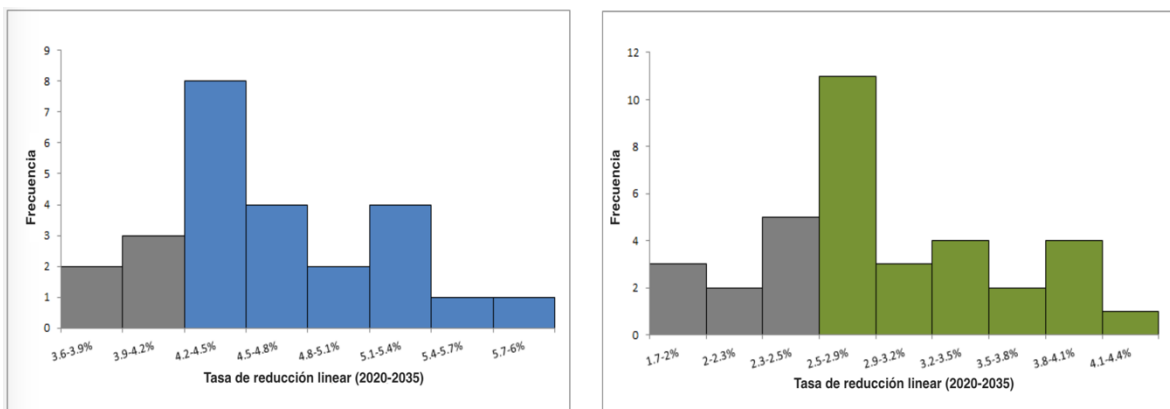 9
8
7
6
5
4
3
2
1
0
Frecuencia
3.6-3.9% 3.9-4.2% 4.2-4.5% 4.5-4.8% 4.8-5.1% 5.1-5.4% 5.4-5.7% 5.7-6%
Tasa de reducción linear (2020-2035)
12
10
8
6
4
2
0
Frecuencia
1.7-2% 2-2.3% 2.3-2.5% 2.5-2.9% 2.9-3.2% 3.2-3.5% 3.5-3.8% 3.8-4.1% 4.1-4.4%
Tasa de reducción linear (2020-2035)